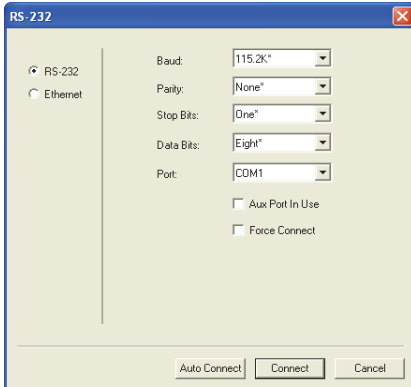 RS-232
RS-232
Ethernet
Baud: 115.2K*
Parity: None*
Stop Bits: One*
Data Bits: Eight*
Port: COM1
Aux Port In Use
Force Connect
Auto Connect Connect Cancel